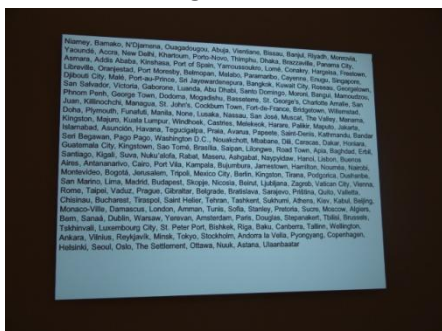 Niamey, Bamako, N'Djamena, Ouagadougou, Abuja, Vientiane, Bissau, Banjul, Riyadh, Monrovia,
Yaoundé, Accra, New Delhi, Khartoum, Porto-Novo, Thimphu, Dhaka, Brazzaville, Panama City,
Asmara, Addis Ababa, Kinshasa, Port of Spain, Yamoussoukro, Lomé, Conakry, Hargeisa, Freetown,
Libreville, Oranjestad, Port Moresby, Belmopan, Malabo, Paramaribo, Cayenne, Enugu, Singapore,
Djibouti City, Malé, Port-au-Prince, Sri Jayewardenapura, Bangkok, Kuwait City, Roseau, Georgetown,
San Salvador, Victoria, Gaborone, Luanda, Abu Dhabi, Santo Domingo, Moroni, Bangui, Mamoudzou,
Seri Begawan, Pago Pago, Washington D.C., Nouakchott, Mbabane, Dili, Caracas, Dakar, Honiara,
Phnom Penh, George Town, Dodoma, Mogadishu, Basseterre, St. George's, Charlotte Amalie, San
Juan, Kilinochchi, Managua, St. John's, Cockburn Town, Fort-de-France, Bridgetown, Willemstad,
Doha, Plymouth, Funafuti, Manila, None, Lusaka, Nassau, San José, Muscat, The Valley, Manama,
Kingston, Majuro, Kuala Lumpur, Windhoek, Castries, Melekeok, Harare, Palikir, Maputo, Jakarta,
Islamabad, Asunción, Havana, Tegucigalpa, Praia, Avarua, Papeete, Saint-Denis, Kathmandu, Bandar
Guatemala City, Kingstown, Sao Tomé, Brasília, Saipan, Lilongwe, Road Town, Apia, Baghdad, Erbil,
Santiago, Kigali, Suva, Nuku'alofa, Rabat, Maseru, Ashgabat, Naypyidaw, Hanoi, Lisbon, Buenos
Aires, Antananarivo, Cairo, Port Vila, Kampala, Bujumbura, Jamestown, Hamilton, Nouméa, Nairobi,
Montevideo, Bogotá, Jerusalem, Tripoli, Mexico City, Berlin, Kingston, Tirana, Podgorica, Dushanbe,
San Marino, Lima, Madrid, Budapest, Skopje, Nicosia, Beirut, Ljubljana, Zagreb, Vatican City, Vienna,
Rome, Taipei, Vaduz, Prague, Gibraltar, Belgrade, Bratislava, Sarajevo, Priština, Quito, Valletta,
Chisinau, Bucharest, Tiraspol, Saint Helier, Tehran, Tashkent, Sukhumi, Athens, Kiev, Kabul, Beijing,
Monaco-Ville, Damascus, London, Amman, Tunis, Sofia, Stanley, Pretoria, Sucre, Moscow, Algiers,
Bern, Sanaá, Dublin, Warsaw, Yerevan, Amsterdam, Paris, Douglas, Stepanakert, Tbilisi, Brussels,
Tskhinvali, Luxembourg City, St. Peter Port, Bishkek, Riga, Baku, Canberra, Tallinn, Wellington,
Ankara, Vilnius, Reykjavík, Minsk, Tokyo, Stockholm, Andorra la Vella, Pyongyang, Copenhagen,
Helsinki, Seoul, Oslo, The Settlement, Ottawa, Nuuk, Astana, Ulaanbaatar